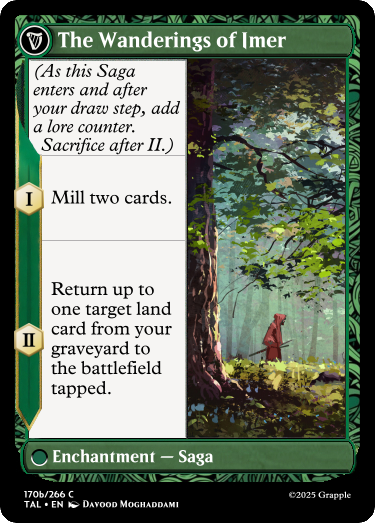 The Wanderings of Imer
(As this Saga
enters and after
your draw step, add
a lore counter.
Sacrifice after II.)
I
Mill two cards.
II
Return up to
one target land
card from your
graveyard to
the battlefield
tapped.
Enchantment — Saga
170b/266 C
TAL • EN Davood Moghaddami
©2025 Grapple